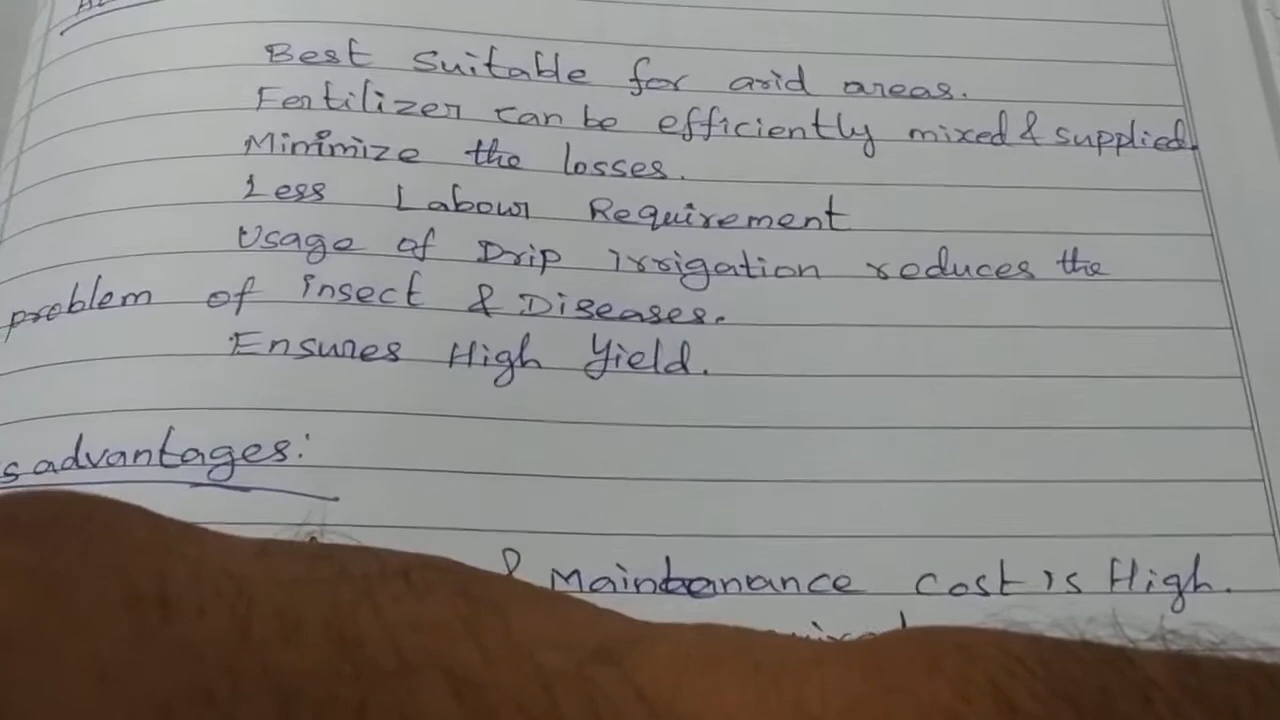 Best suitable for arid areas.
Fertilizer can be efficiently mixed & supplied.
Minimize the losses.
Less Labour Requirement
Usage of Drip irrigation reduces the
problem of insect & Diseases.
Ensures High Yield.
sadvantages:
& Maintanance cost is High.